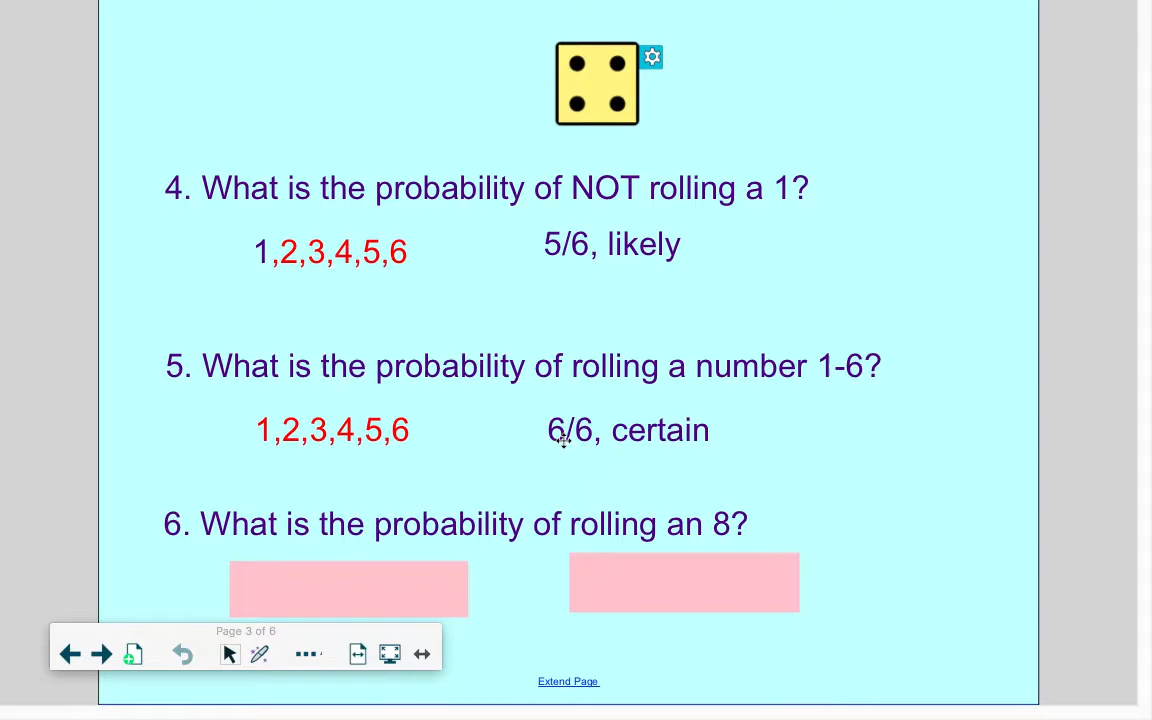 4. What is the probability of NOT rolling a 1?
1,2,3,4,5,6
5/6, likely
5. What is the probability of rolling a number 1-6?
1,2,3,4,5,6
6/6, certain
6. What is the probability of rolling an 8?
Page 3 of 6
Extend Page